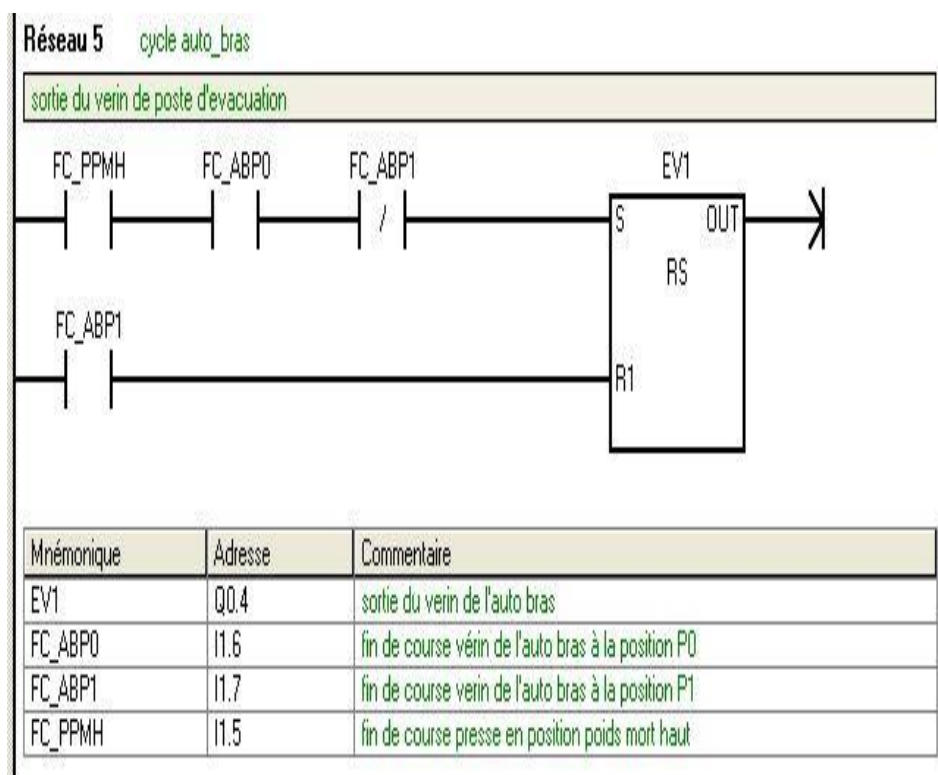 Réseau 5 cycle auto_bras
sortie du verin de poste d'evacuation
FC_PPMH FC_ABP0 FC_ABP1 EV1
/ S OUT
RS
FC_ABP1
R1
Mnémonique Adresse Commentaire
EV1 Q0.4 sortie du verin de l'auto bras
FC_ABP0 I1.6 fin de course vérin de l'auto bras à la position P0
FC_ABP1 I1.7 fin de course verin de l'auto bras à la position P1
FC_PPMH I1.5 fin de course presse en position poids mort haut